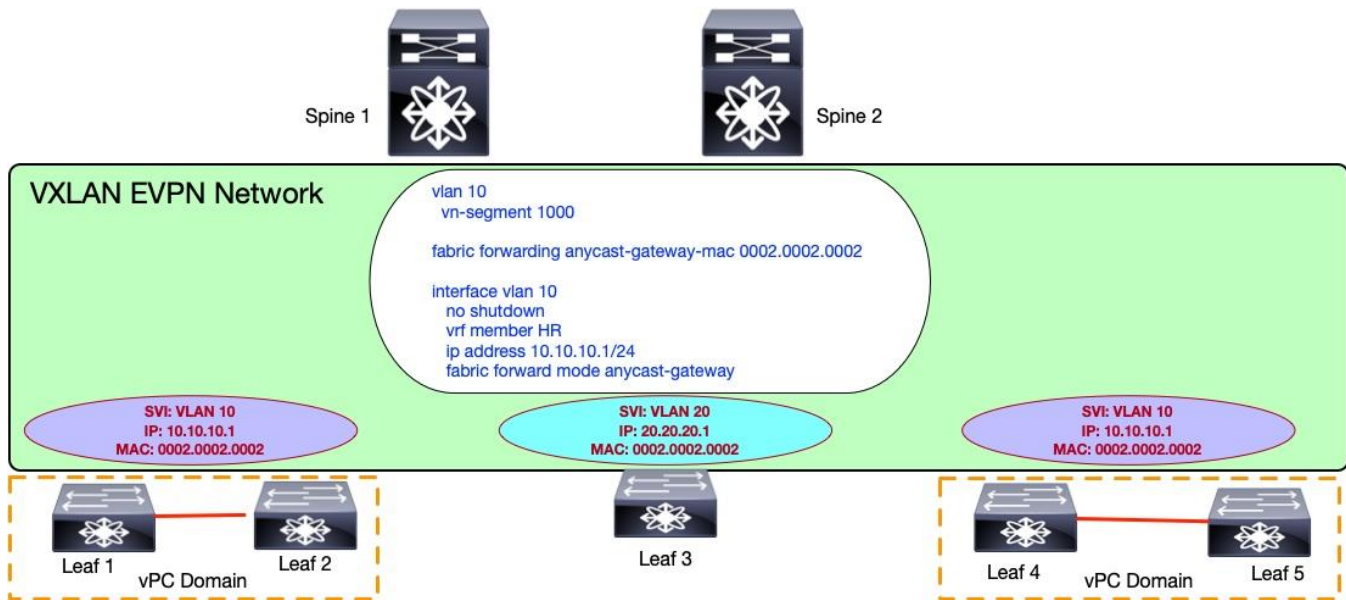 Spine 1
Spine 2
VXLAN EVPN Network
vlan 10
vn-segment 1000
fabric forwarding anycast-gateway-mac 0002.0002.0002
interface vlan 10
no shutdown
vrf member HR
ip address 10.10.10.1/24
fabric forward mode anycast-gateway
SVI: VLAN 10
IP: 10.10.10.1
MAC: 0002.0002.0002
SVI: VLAN 20
IP: 20.20.20.1
MAC: 0002.0002.0002
SVI: VLAN 10
IP: 10.10.10.1
MAC: 0002.0002.0002
Leaf 1
Leaf 2
vPC Domain
Leaf 3
Leaf 4
Leaf 5
vPC Domain